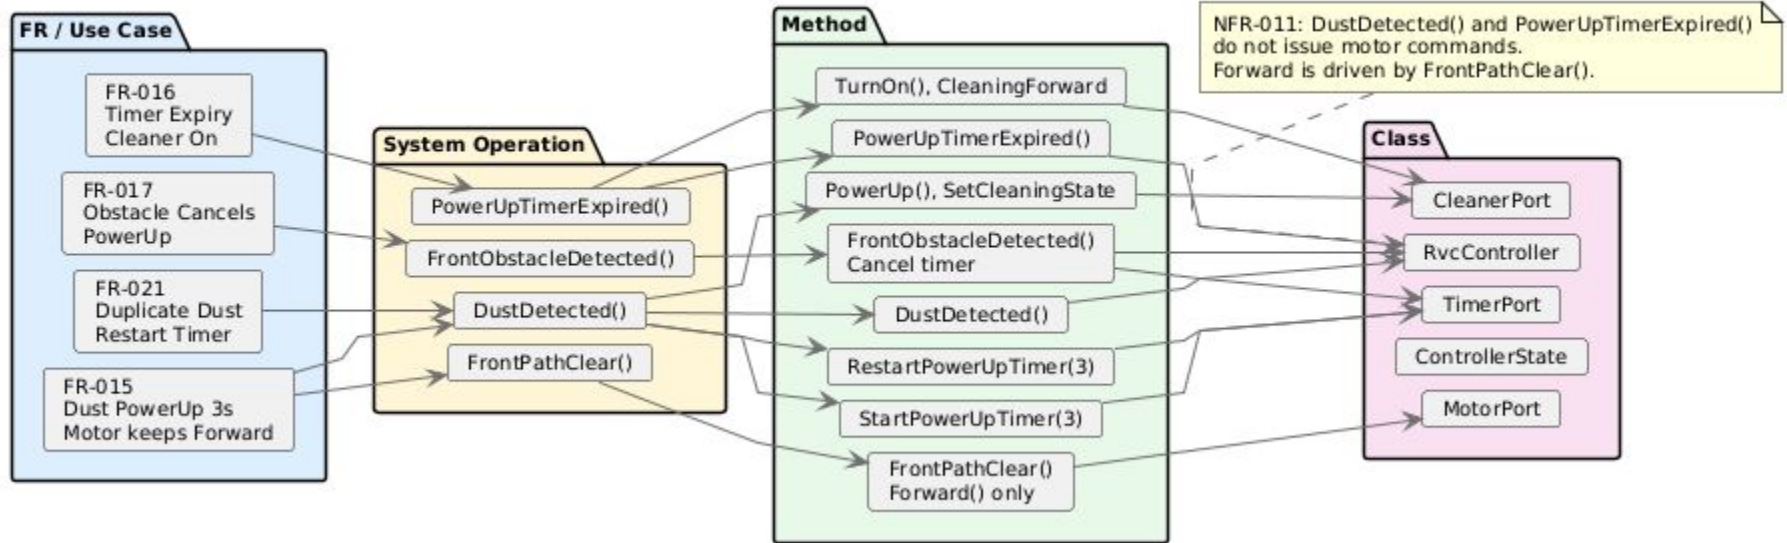 FR / Use Case
FR-016
Timer Expiry
Cleaner On
FR-017
Obstacle Cancels
PowerUp
FR-021
Duplicate Dust
Restart Timer
FR-015
Dust PowerUp 3s
Motor keeps Forward
System Operation
PowerUpTimerExpired()
FrontObstacleDetected()
DustDetected()
FrontPathClear()
Method
TurnOn(), CleaningForward
PowerUpTimerExpired()
PowerUp(), SetCleaningState
FrontObstacleDetected()
Cancel timer
DustDetected()
RestartPowerUpTimer(3)
StartPowerUpTimer(3)
FrontPathClear()
Forward() only
NFR-011: DustDetected() and PowerUpTimerExpired()
do not issue motor commands.
Forward is driven by FrontPathClear().
Class
CleanerPort
RvcController
TimerPort
ControllerState
MotorPort